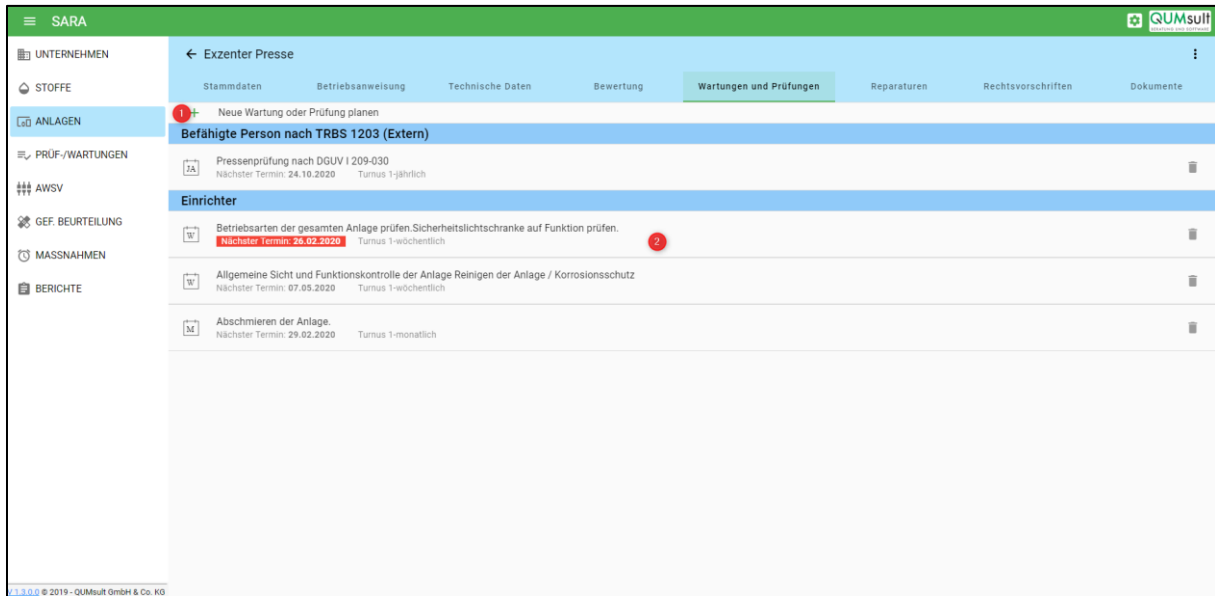 SARA
QUMsult
UNTERNEHMEN
STOFFE
ANLAGEN
PRÜF-/WARTUNGEN
AWSV
GEF. BEURTEILUNG
MASSNAHMEN
BERICHTE
V 1.3.0.0 © 2019 - QUMsult GmbH & Co. KG
Exzenter Presse
Stammdaten Betriebsanweisung Technische Daten Bewertung Wartungen und Prüfungen Reparaturen Rechtsvorschriften Dokumente
1 Neue Wartung oder Prüfung planen
Befähigte Person nach TRBS 1203 (Extern)
JA Pressenprüfung nach DGUV I 209-030
Nächster Termin: 24.10.2020 Turnus 1-jährlich
Einrichter
W Betriebsarten der gesamten Anlage prüfen.Sicherheitslichtschranke auf Funktion prüfen.
Nächster Termin: 26.02.2020 Turnus 1-wöchentlich 2
W Allgemeine Sicht und Funktionskontrolle der Anlage Reinigen der Anlage / Korrosionsschutz
Nächster Termin: 07.05.2020 Turnus 1-wöchentlich
M Abschmieren der Anlage.
Nächster Termin: 29.02.2020 Turnus 1-monatlich